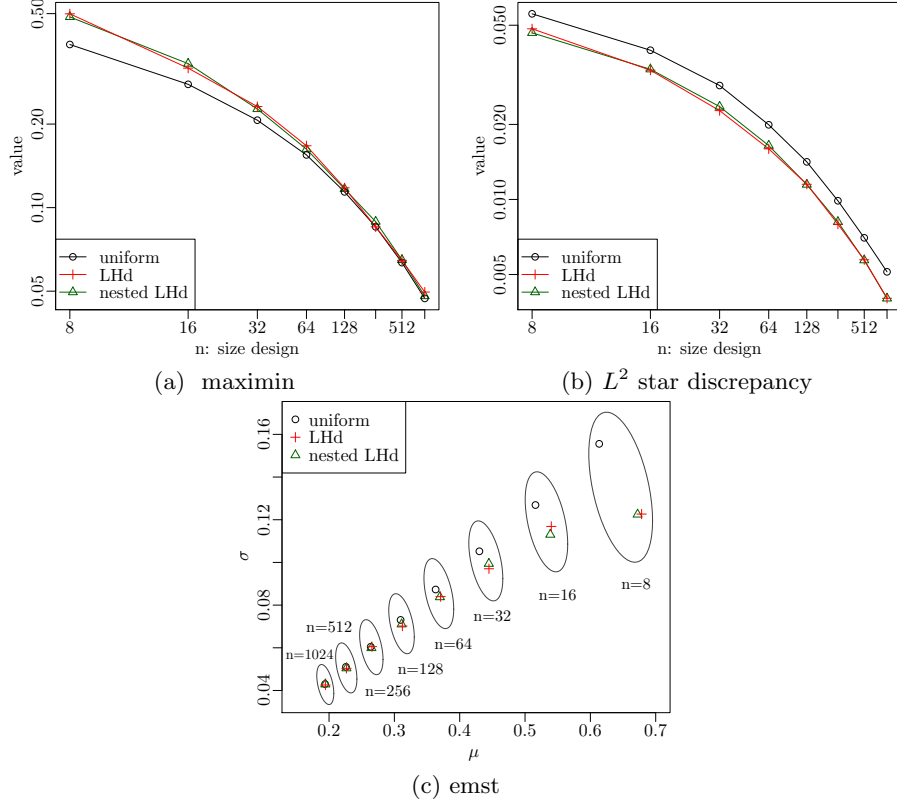 0.50
0.20
0.10
0.05
value
uniform
LHd
nested LHd
8 16 32 64 128 512
n: size design
(a) maximin
0.050
0.020
0.010
0.005
value
uniform
LHd
nested LHd
8 16 32 64 128 512
n: size design
(b) L² star discrepancy
uniform
LHd
nested LHd
0.16
0.12
0.08
0.04
σ
n=8
n=16
n=32
n=512
n=64
n=1024
n=128
n=256
0.2 0.3 0.4 0.5 0.6 0.7
μ
(c) emst